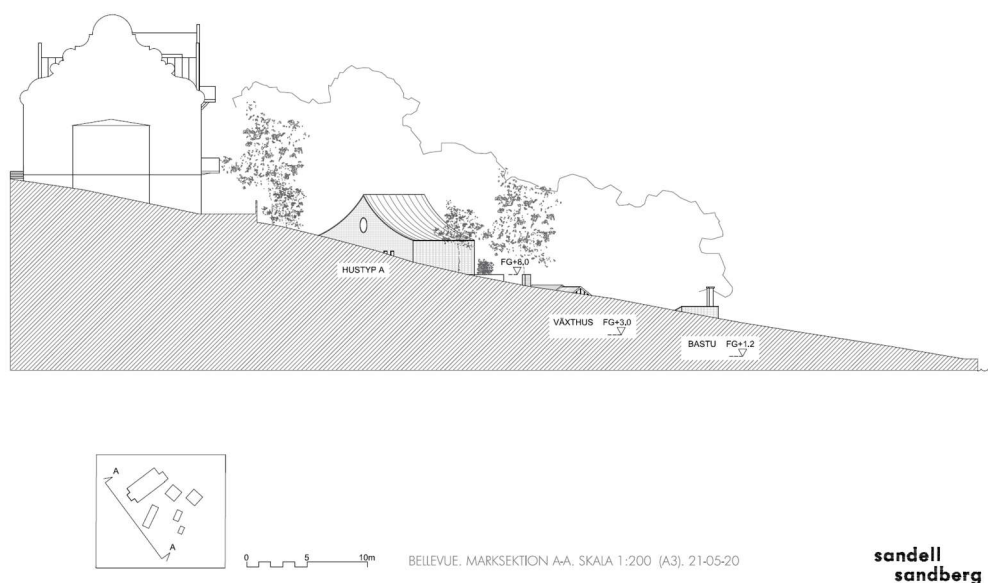 FG+6.0
HUSTYP A
VÄXTHUS FG+3.0
BASTU FG+1.2
A
A
0 5 10m
BELLEVUE. MARKSEKTION A-A. SKALA 1:200 (A3). 21-05-20
sandell
sandberg